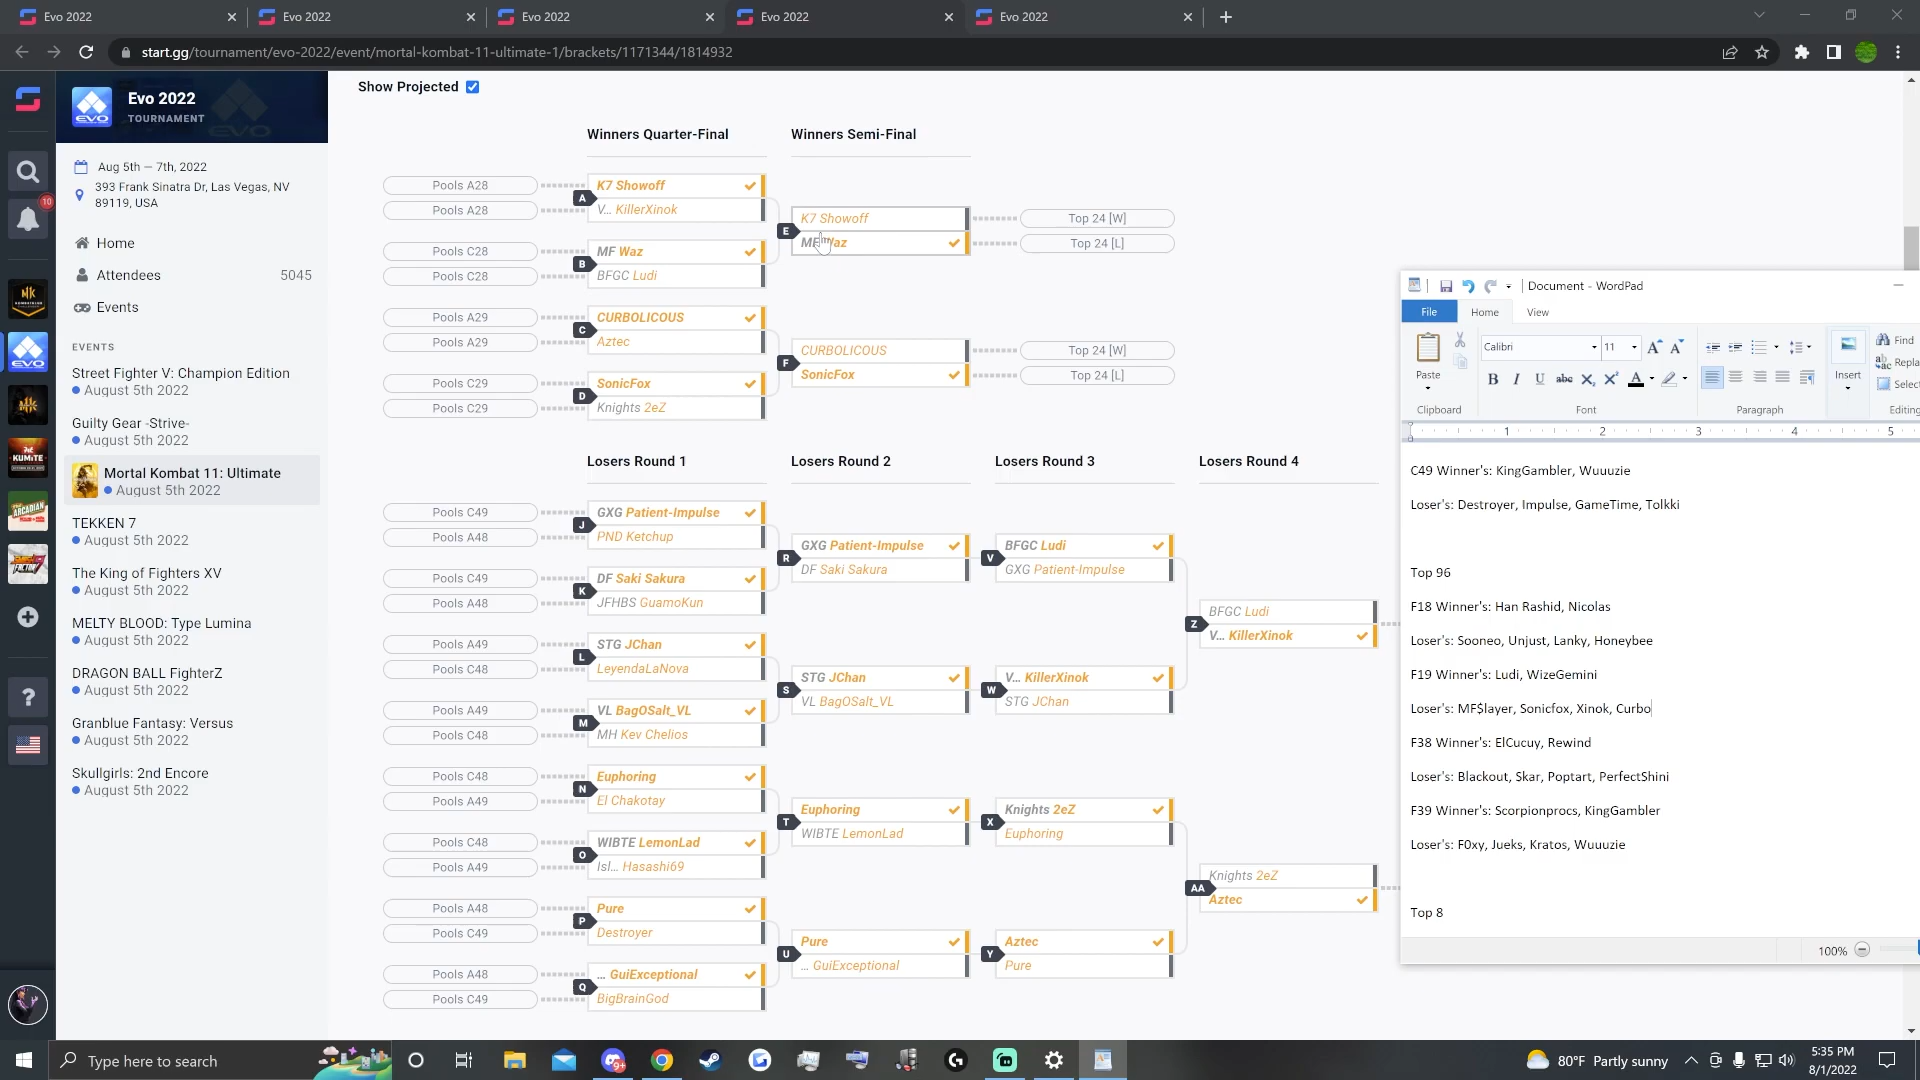 Evo 2022
Evo 2022
Evo 2022
Evo 2022
Evo 2022
start.gg/tournament/evo-2022/event/mortal-kombat-11-ultimate-1/brackets/1171344/1814932
Evo 2022
TOURNAMENT
Aug 5th — 7th, 2022
393 Frank Sinatra Dr, Las Vegas, NV
89119, USA
Home
Attendees 5045
Events
EVENTS
Street Fighter V: Champion Edition
August 5th 2022
Guilty Gear -Strive-
August 5th 2022
Mortal Kombat 11: Ultimate
August 5th 2022
TEKKEN 7
August 5th 2022
The King of Fighters XV
August 5th 2022
MELTY BLOOD: Type Lumina
August 5th 2022
DRAGON BALL FighterZ
August 5th 2022
Granblue Fantasy: Versus
August 5th 2022
Skullgirls: 2nd Encore
August 5th 2022
10
EVO
KUMITE
ARCADIAN
?
Show Projected
Winners Quarter-Final
Winners Semi-Final
Pools A28
Pools A28
A
K7 Showoff
V... KillerXinok
Pools C28
Pools C28
B
MF Waz
BFGC Ludi
Pools A29
Pools A29
C
CURBOLICOUS
Aztec
Pools C29
Pools C29
D
SonicFox
Knights 2eZ
E
K7 Showoff
MF Waz
Top 24 [W]
Top 24 [L]
F
CURBOLICOUS
SonicFox
Top 24 [W]
Top 24 [L]
Losers Round 1
Losers Round 2
Losers Round 3
Losers Round 4
Pools C49
Pools A48
J
GXG Patient-Impulse
PND Ketchup
Pools C49
Pools A48
K
DF Saki Sakura
JFHBS GuamoKun
Pools A49
Pools C48
L
STG JChan
LeyendaLaNova
Pools A49
Pools C48
M
VL BagOSalt_VL
MH Kev Chelios
Pools C48
Pools A49
N
Euphoring
El Chakotay
Pools C48
Pools A49
O
WIBTE LemonLad
Isl... Hasashi69
Pools A48
Pools C49
P
Pure
Destroyer
Pools A48
Pools C49
Q
... GuiExceptional
BigBrainGod
R
GXG Patient-Impulse
DF Saki Sakura
S
STG JChan
VL BagOSalt_VL
T
Euphoring
WIBTE LemonLad
U
Pure
... GuiExceptional
V
BFGC Ludi
GXG Patient-Impulse
W
V... KillerXinok
STG JChan
X
Knights 2eZ
Euphoring
Y
Aztec
Pure
Z
BFGC Ludi
V... KillerXinok
AA
Knights 2eZ
Aztec
Document - WordPad
File Home View
Paste
Clipboard
Calibri 11
B I U abc X X A
Font
Paragraph
Insert
Find
Repla
Select
Editing
1 2 3 4 5
C49 Winner's: KingGambler, Wuuuzie
Loser's: Destroyer, Impulse, GameTime, Tolkki
Top 96
F18 Winner's: Han Rashid, Nicolas
Loser's: Sooneo, Unjust, Lanky, Honeybee
F19 Winner's: Ludi, WizeGemini
Loser's: MF$layer, Sonicfox, Xinok, Curbo
F38 Winner's: ElCucuy, Rewind
Loser's: Blackout, Skar, Poptart, PerfectShini
F39 Winner's: Scorpionprocs, KingGambler
Loser's: F0xy, Jueks, Kratos, Wuuuzie
Top 8
100%
Type here to search
80°F Partly sunny
5:35 PM
8/1/2022